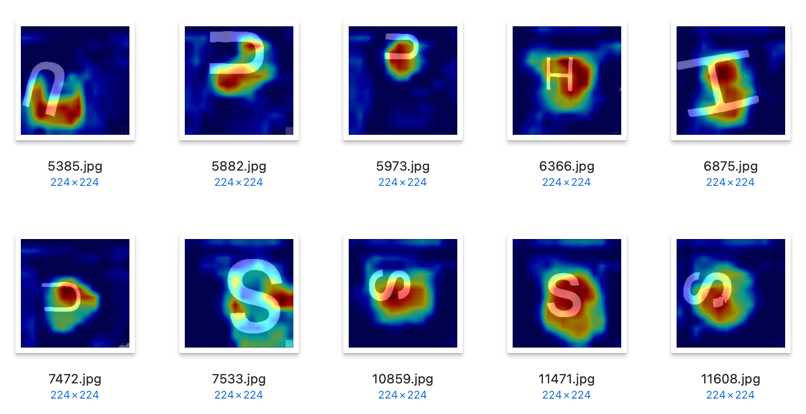 U U U H
5385.jpg 5882.jpg 5973.jpg 6366.jpg 6875.jpg
224×224 224×224 224×224 224×224 224×224
U S S S S
7472.jpg 7533.jpg 10859.jpg 11471.jpg 11608.jpg
224×224 224×224 224×224 224×224 224×224